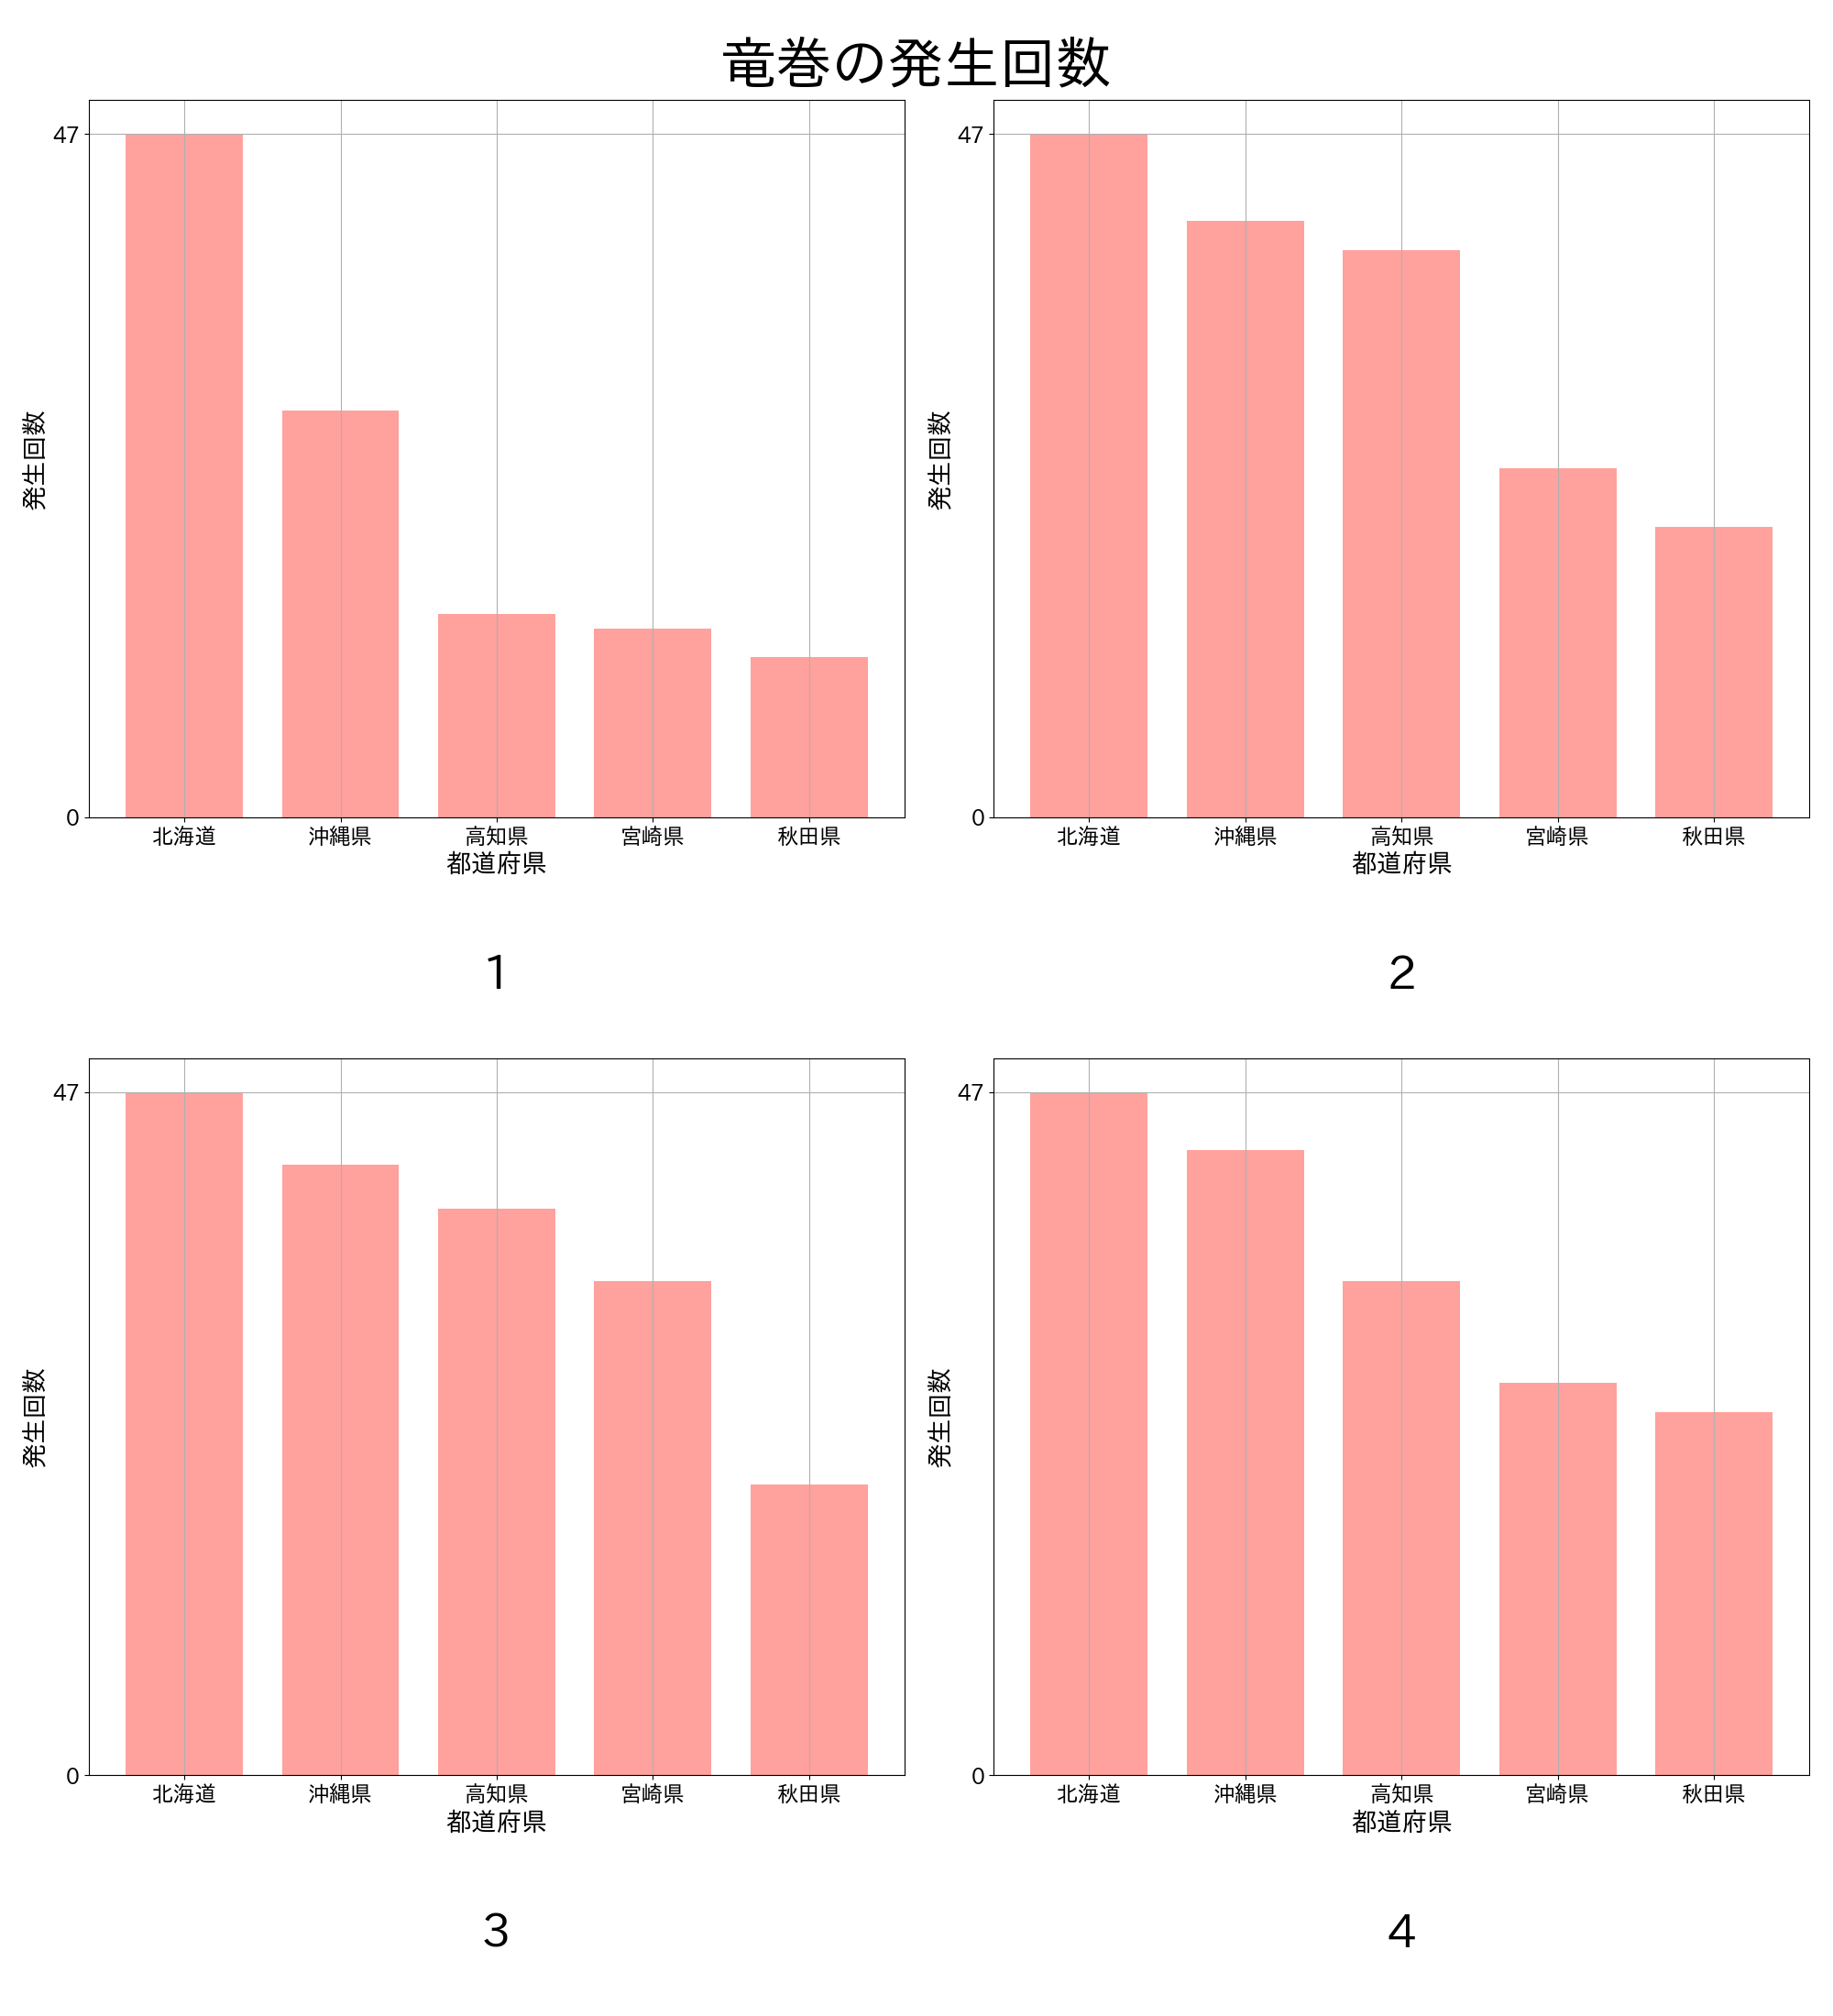 竜巻の発生回数
47
0
発生回数
北海道 沖縄県 高知県 宮崎県 秋田県
都道府県
1
47
0
発生回数
北海道 沖縄県 高知県 宮崎県 秋田県
都道府県
2
47
0
発生回数
北海道 沖縄県 高知県 宮崎県 秋田県
都道府県
3
47
0
発生回数
北海道 沖縄県 高知県 宮崎県 秋田県
都道府県
4